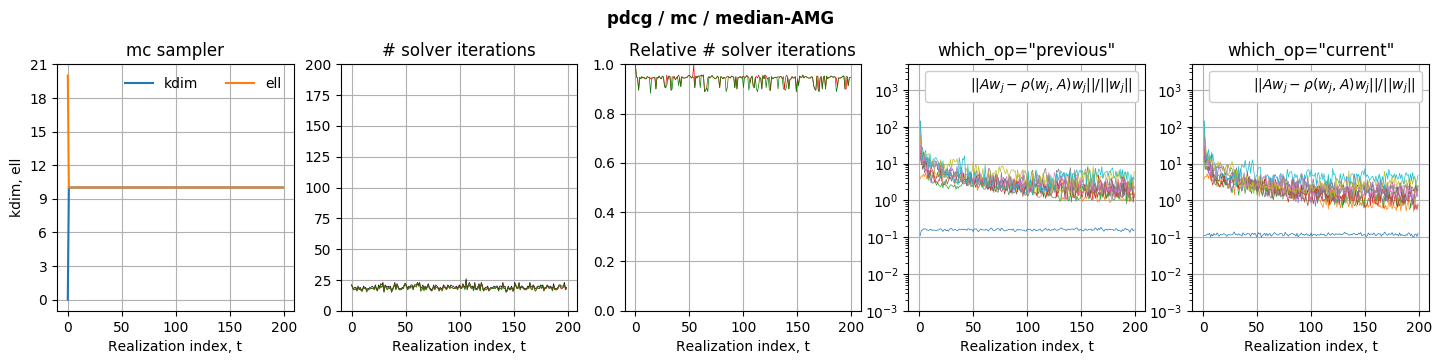 pdcg / mc / median-AMG
mc sampler
kdim, ell
21
18
15
12
9
6
3
0
kdim
ell
0 50 100 150 200
Realization index, t
# solver iterations
200
175
150
125
100
75
50
25
0
0 50 100 150 200
Realization index, t
Relative # solver iterations
1.0
0.8
0.6
0.4
0.2
0.0
0 50 100 150 200
Realization index, t
which_op="previous"
||Aw_j − ρ(w_j, A)w_j||/||w_j||
10^3
10^2
10^1
10^0
10^−1
10^−2
10^−3
0 50 100 150 200
Realization index, t
which_op="current"
||Aw_j − ρ(w_j, A)w_j||/||w_j||
10^3
10^2
10^1
10^0
10^−1
10^−2
10^−3
0 50 100 150 200
Realization index, t